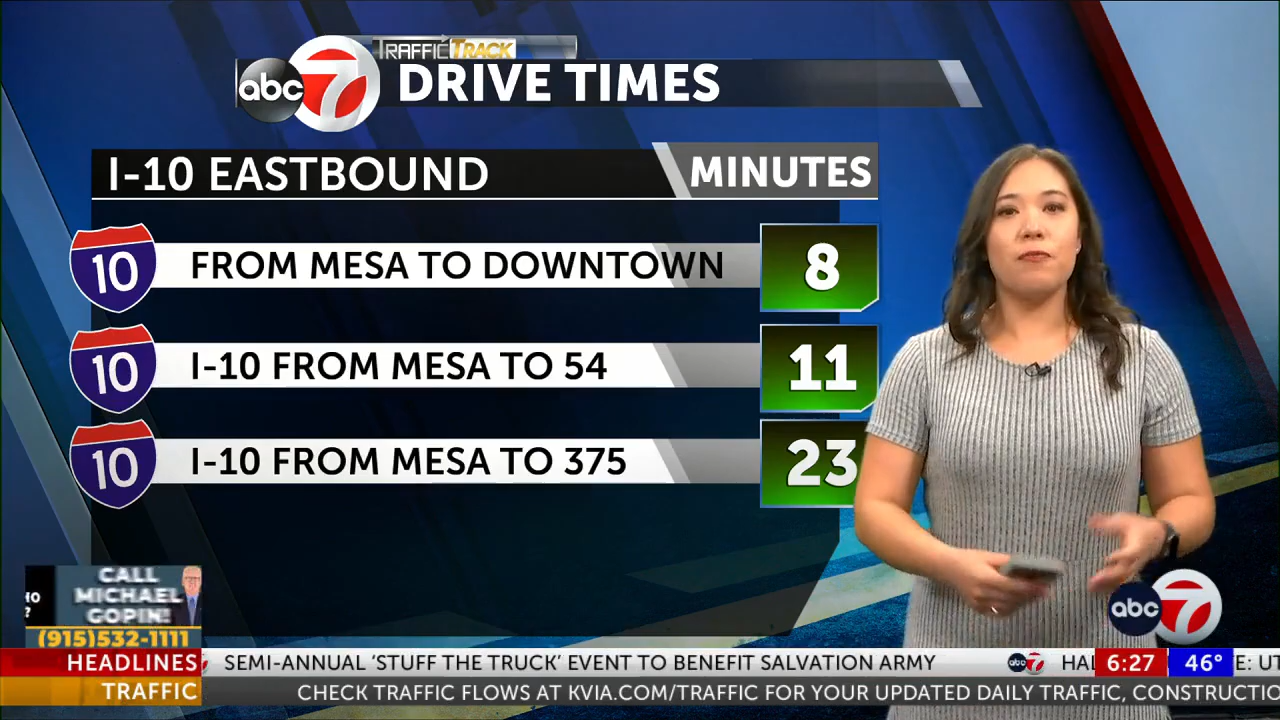 TRAFFIC TRACK
abc 7 DRIVE TIMES
I-10 EASTBOUND MINUTES
10 FROM MESA TO DOWNTOWN 8
10 I-10 FROM MESA TO 54 11
10 I-10 FROM MESA TO 375 23
CALL
MICHAEL
GOPIN!
(915)532-1111
abc 7
HEADLINES SEMI-ANNUAL 'STUFF THE TRUCK' EVENT TO BENEFIT SALVATION ARMY abc 7 6:27 46°
TRAFFIC CHECK TRAFFIC FLOWS AT KVIA.COM/TRAFFIC FOR YOUR UPDATED DAILY TRAFFIC,